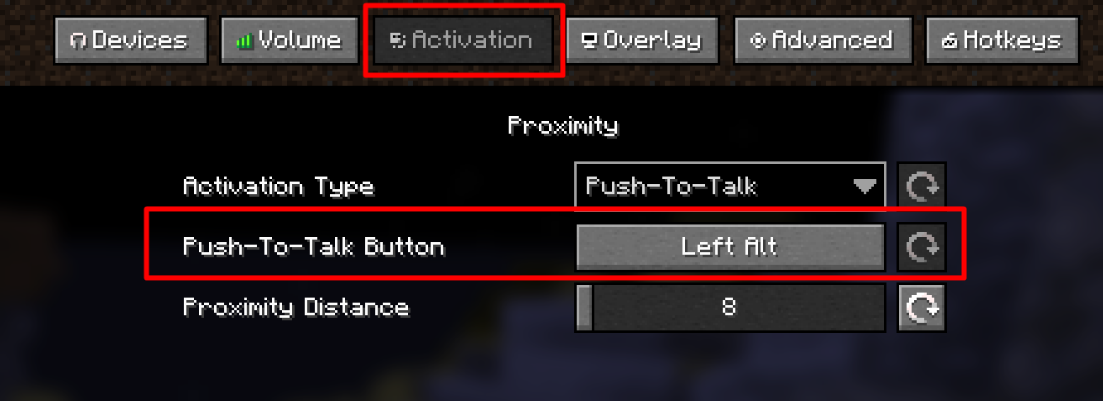 Devices Volume Activation Overlay Advanced Hotkeys
Proximity
Activation Type Push-To-Talk
Push-To-Talk Button Left Alt
Proximity Distance 8